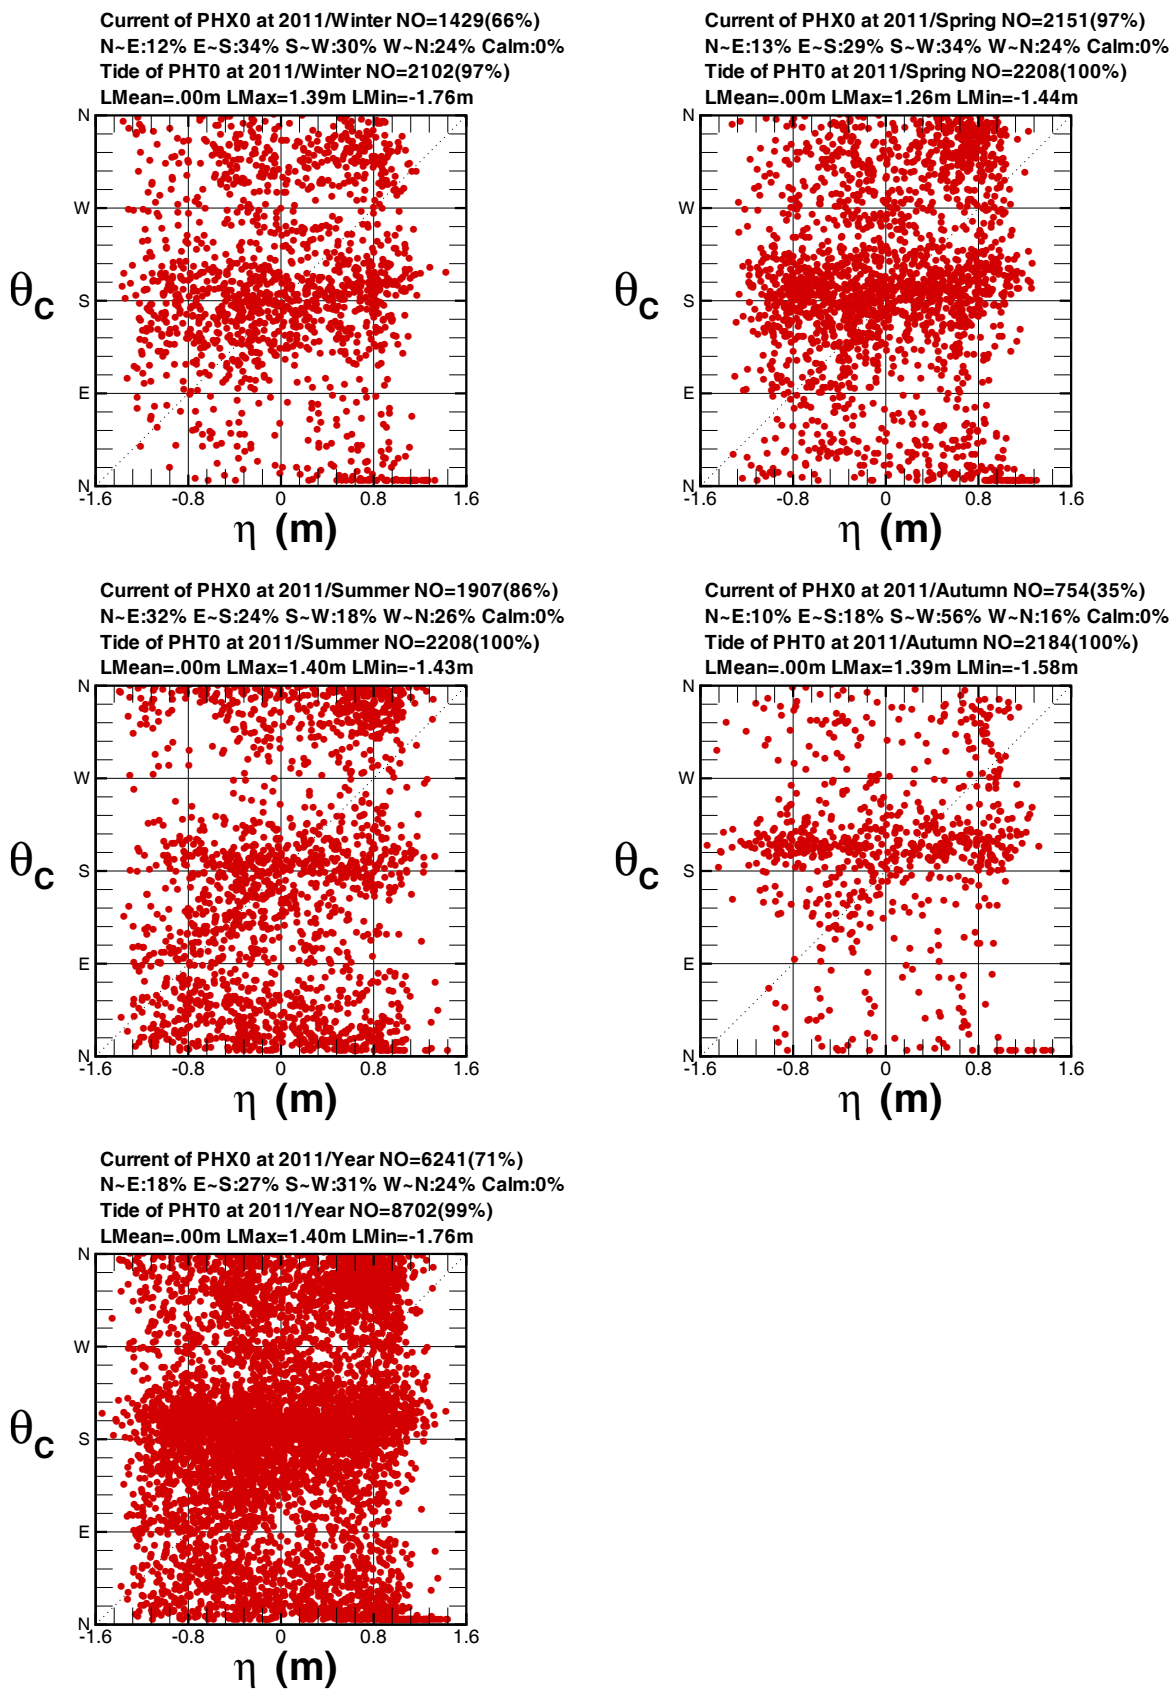 Current of PHX0 at 2011/Winter NO=1429(66%)
N~E:12% E~S:34% S~W:30% W~N:24% Calm:0%
Tide of PHT0 at 2011/Winter NO=2102(97%)
LMean=.00m LMax=1.39m LMin=-1.76m
N
W
θC
S
E
N
-1.6 -0.8 0 0.8 1.6
η (m)
Current of PHX0 at 2011/Spring NO=2151(97%)
N~E:13% E~S:29% S~W:34% W~N:24% Calm:0%
Tide of PHT0 at 2011/Spring NO=2208(100%)
LMean=.00m LMax=1.26m LMin=-1.44m
N
W
θC
S
E
N
-1.6 -0.8 0 0.8 1.6
η (m)
Current of PHX0 at 2011/Summer NO=1907(86%)
N~E:32% E~S:24% S~W:18% W~N:26% Calm:0%
Tide of PHT0 at 2011/Summer NO=2208(100%)
LMean=.00m LMax=1.40m LMin=-1.43m
N
W
θC
S
E
N
-1.6 -0.8 0 0.8 1.6
η (m)
Current of PHX0 at 2011/Autumn NO=754(35%)
N~E:10% E~S:18% S~W:56% W~N:16% Calm:0%
Tide of PHT0 at 2011/Autumn NO=2184(100%)
LMean=.00m LMax=1.39m LMin=-1.58m
N
W
θC
S
E
N
-1.6 -0.8 0 0.8 1.6
η (m)
Current of PHX0 at 2011/Year NO=6241(71%)
N~E:18% E~S:27% S~W:31% W~N:24% Calm:0%
Tide of PHT0 at 2011/Year NO=8702(99%)
LMean=.00m LMax=1.40m LMin=-1.76m
N
W
θC
S
E
N
-1.6 -0.8 0 0.8 1.6
η (m)